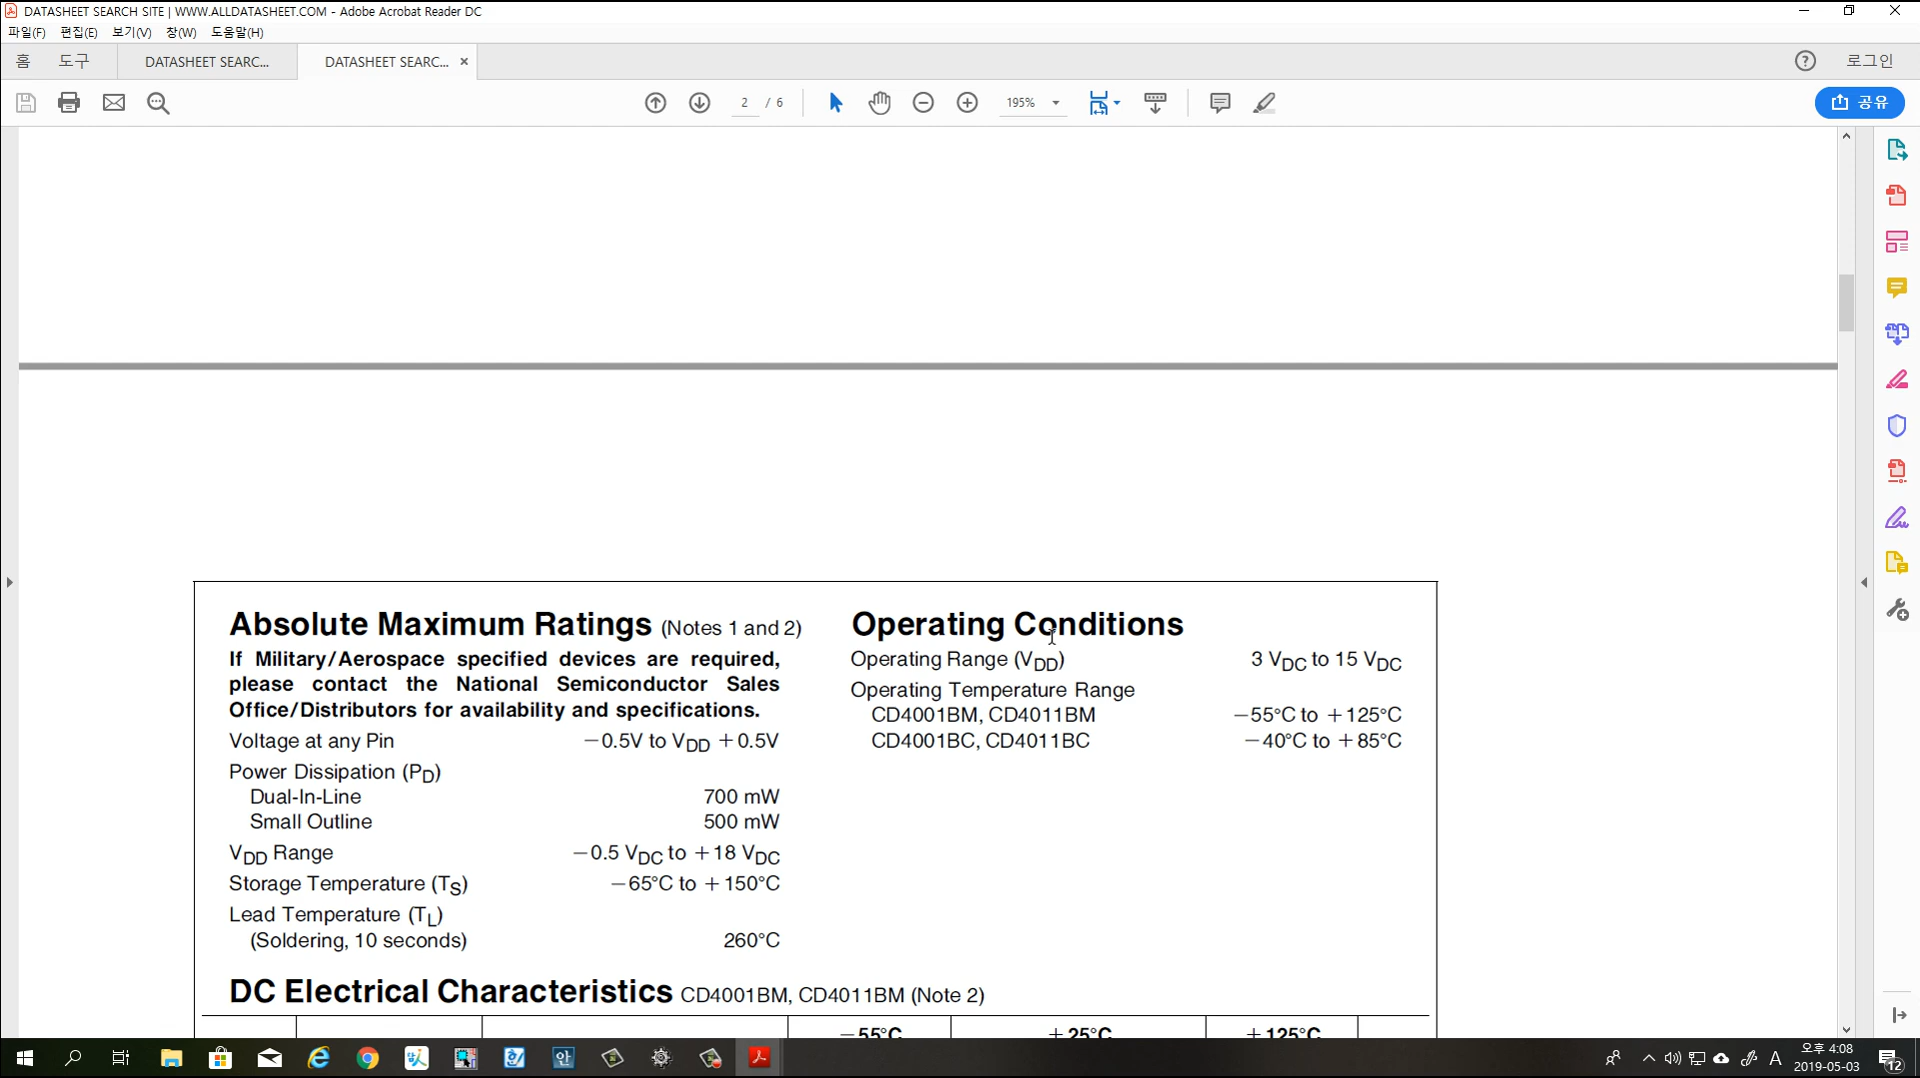 DATASHEET SEARCH SITE | WWW.ALLDATASHEET.COM - Adobe Acrobat Reader DC
파일(F) 편집(E) 보기(V) 창(W) 도움말(H)
홈 도구 DATASHEET SEARC... DATASHEET SEARC... × ? 로그인
2 / 6 195% 공유
Absolute Maximum Ratings (Notes 1 and 2)
If Military/Aerospace specified devices are required,
please contact the National Semiconductor Sales
Office/Distributors for availability and specifications.
Voltage at any Pin −0.5V to VDD +0.5V
Power Dissipation (PD)
Dual-In-Line 700 mW
Small Outline 500 mW
VDD Range −0.5 VDC to +18 VDC
Storage Temperature (TS) −65°C to +150°C
Lead Temperature (TL)
(Soldering, 10 seconds) 260°C
Operating Conditions
Operating Range (VDD) 3 VDC to 15 VDC
Operating Temperature Range
CD4001BM, CD4011BM −55°C to +125°C
CD4001BC, CD4011BC −40°C to +85°C
DC Electrical Characteristics CD4001BM, CD4011BM (Note 2)
−55°C +25°C +125°C
A 오후 4:08
2019-05-03
12